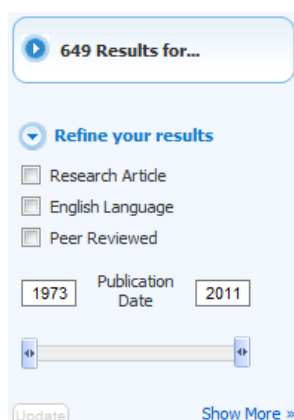 649 Results for...
Refine your results
Research Article
English Language
Peer Reviewed
1973 Publication Date 2011
Update Show More »